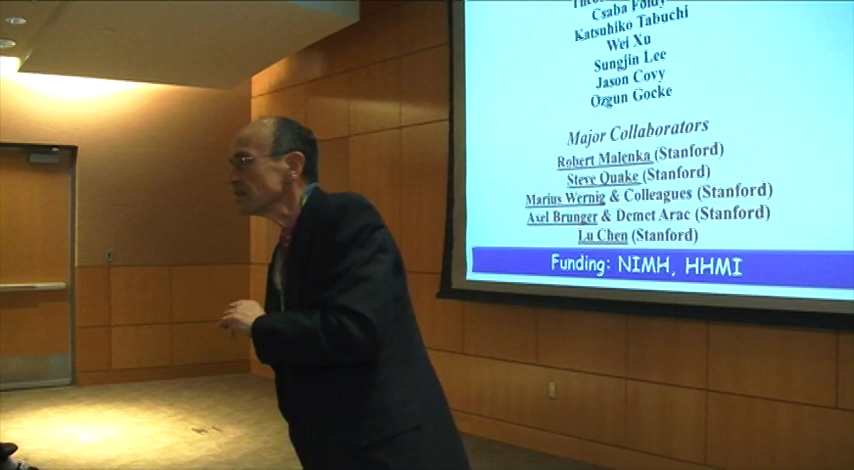 Csaba Foldy
Katsuhiko Tabuchi
Wei Xu
Sungjin Lee
Jason Covy
Ozgun Gocke
Major Collaborators
Robert Malenka (Stanford)
Steve Quake (Stanford)
Marius Wernig & Colleagues (Stanford)
Axel Brunger & Demet Arac (Stanford)
Lu Chen (Stanford)
Funding: NIMH, HHMI